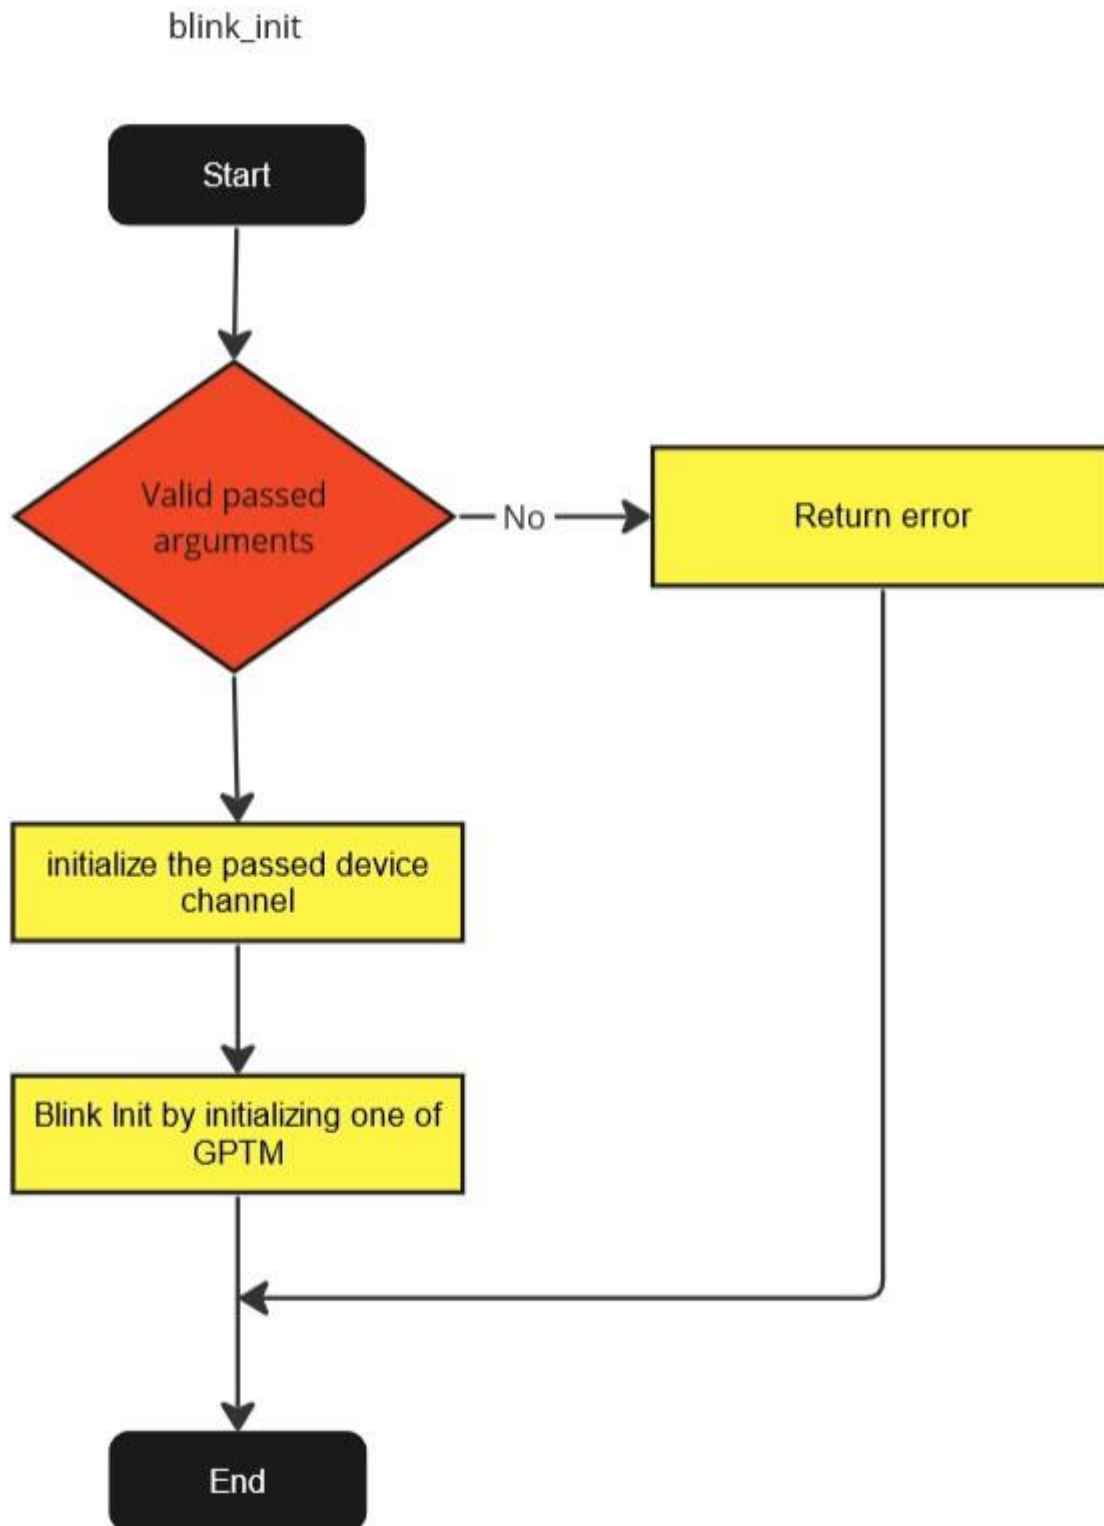 blink_init
Start
Valid passed
arguments
No
Return error
initialize the passed device
channel
Blink Init by initializing one of
GPTM
End